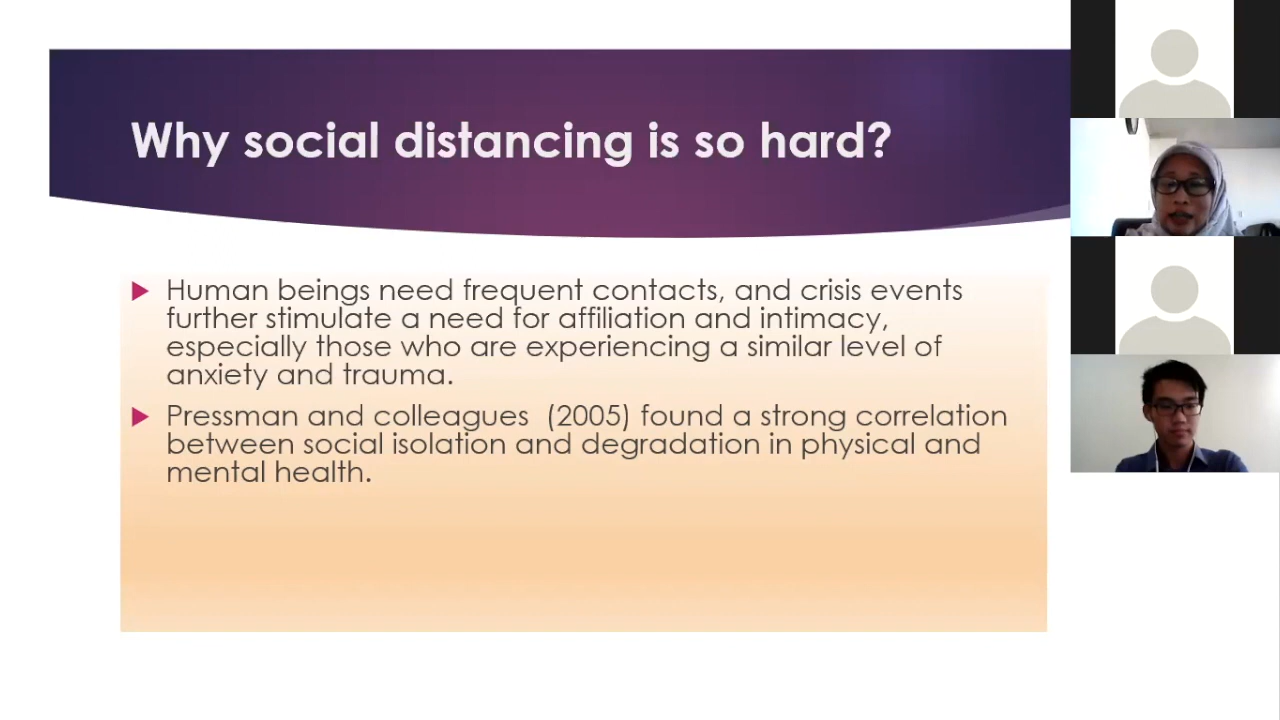 Why social distancing is so hard?
Human beings need frequent contacts, and crisis events
further stimulate a need for affiliation and intimacy,
especially those who are experiencing a similar level of
anxiety and trauma.
Pressman and colleagues (2005) found a strong correlation
between social isolation and degradation in physical and
mental health.